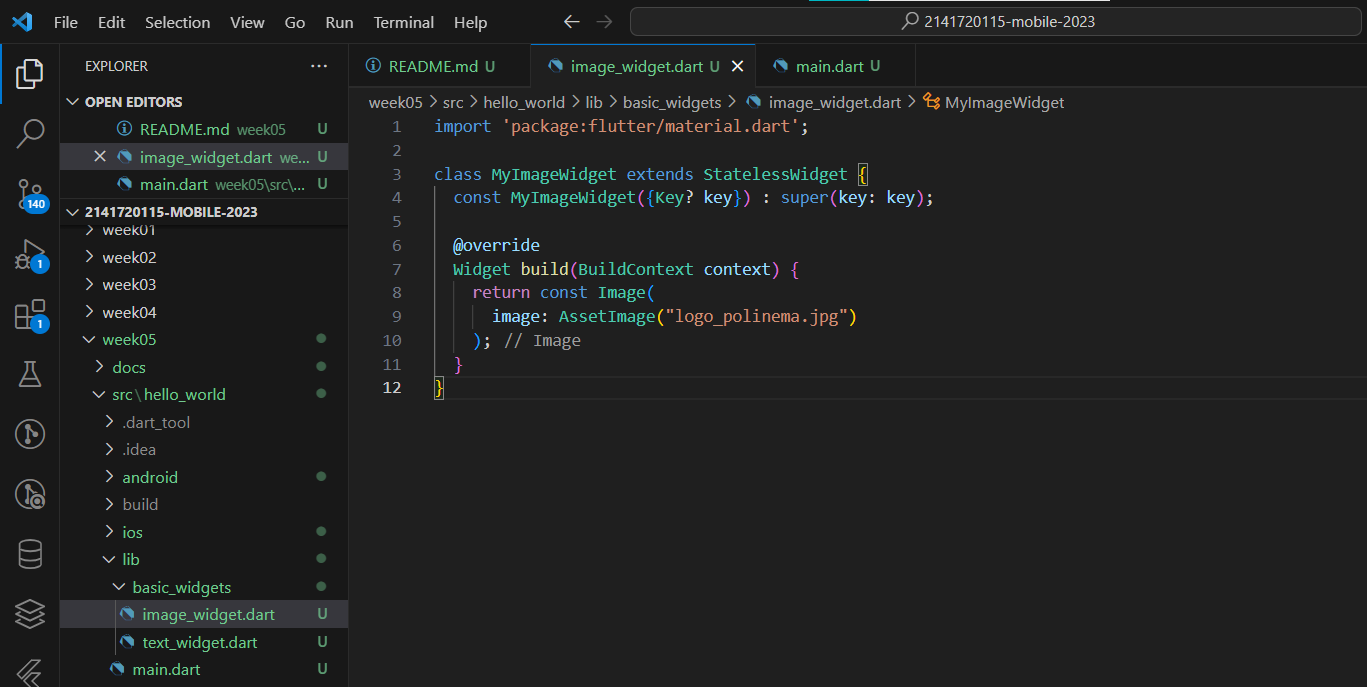 File Edit Selection View Go Run Terminal Help 2141720115-mobile-2023
EXPLORER ...
OPEN EDITORS
README.md week05 U
image_widget.dart we... U
main.dart week05\src\... U
2141720115-MOBILE-2023
week01
week02
week03
week04
week05
docs
src\hello_world
.dart_tool
.idea
android
build
ios
lib
basic_widgets
image_widget.dart U
text_widget.dart U
main.dart U
140
1
1
README.md U image_widget.dart U main.dart U
week05 > src > hello_world > lib > basic_widgets > image_widget.dart > MyImageWidget
1 import 'package:flutter/material.dart';
2
3 class MyImageWidget extends StatelessWidget {
4 const MyImageWidget({Key? key}) : super(key: key);
5
6 @override
7 Widget build(BuildContext context) {
8 return const Image(
9 image: AssetImage("logo_polinema.jpg")
10 ); // Image
11 }
12 }